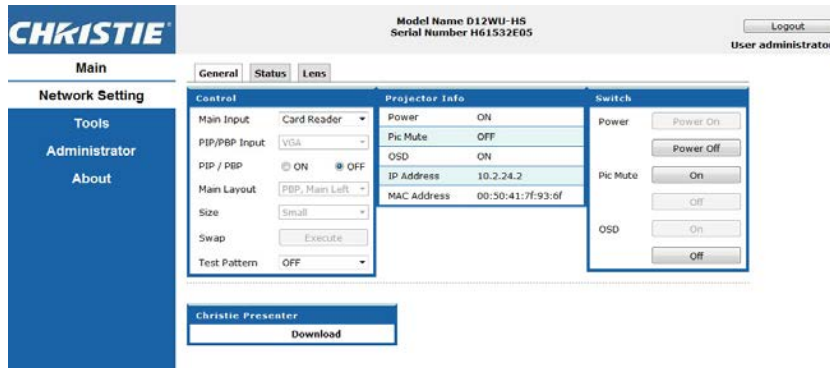 CHRISTIE
Model Name D12WU-HS
Serial Number H61532E05
Logout
User administrator
Main
Network Setting
Tools
Administrator
About
General Status Lens
Control
Main Input Card Reader
PIP/PBP Input VGA
PIP / PBP ON OFF
Main Layout PBP, Main Left
Size Small
Swap Execute
Test Pattern OFF
Projector Info
Power ON
Pic Mute OFF
OSD ON
IP Address 10.2.24.2
MAC Address 00:50:41:7f:93:6f
Switch
Power Power On
Power Off
Pic Mute On
Off
OSD On
Off
Christie Presenter
Download